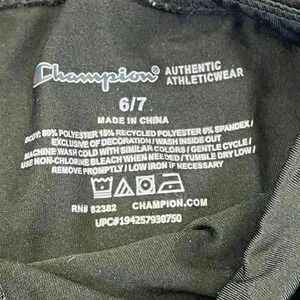 Champion® AUTHENTIC ATHLETICWEAR
6/7
MADE IN CHINA
BODY: 80% POLYESTER 15% RECYCLED POLYESTER 5% SPANDEX/
EXCLUSIVE OF DECORATION / WASH INSIDE OUT
MACHINE WASH COLD WITH SIMILAR COLORS / GENTLE CYCLE /
USE NON-CHLORINE BLEACH WHEN NEEDED / TUMBLE DRY LOW /
REMOVE PROMPTLY / LOW IRON IF NECESSARY
RN# 82382 CHAMPION.COM
UPC#194257930750